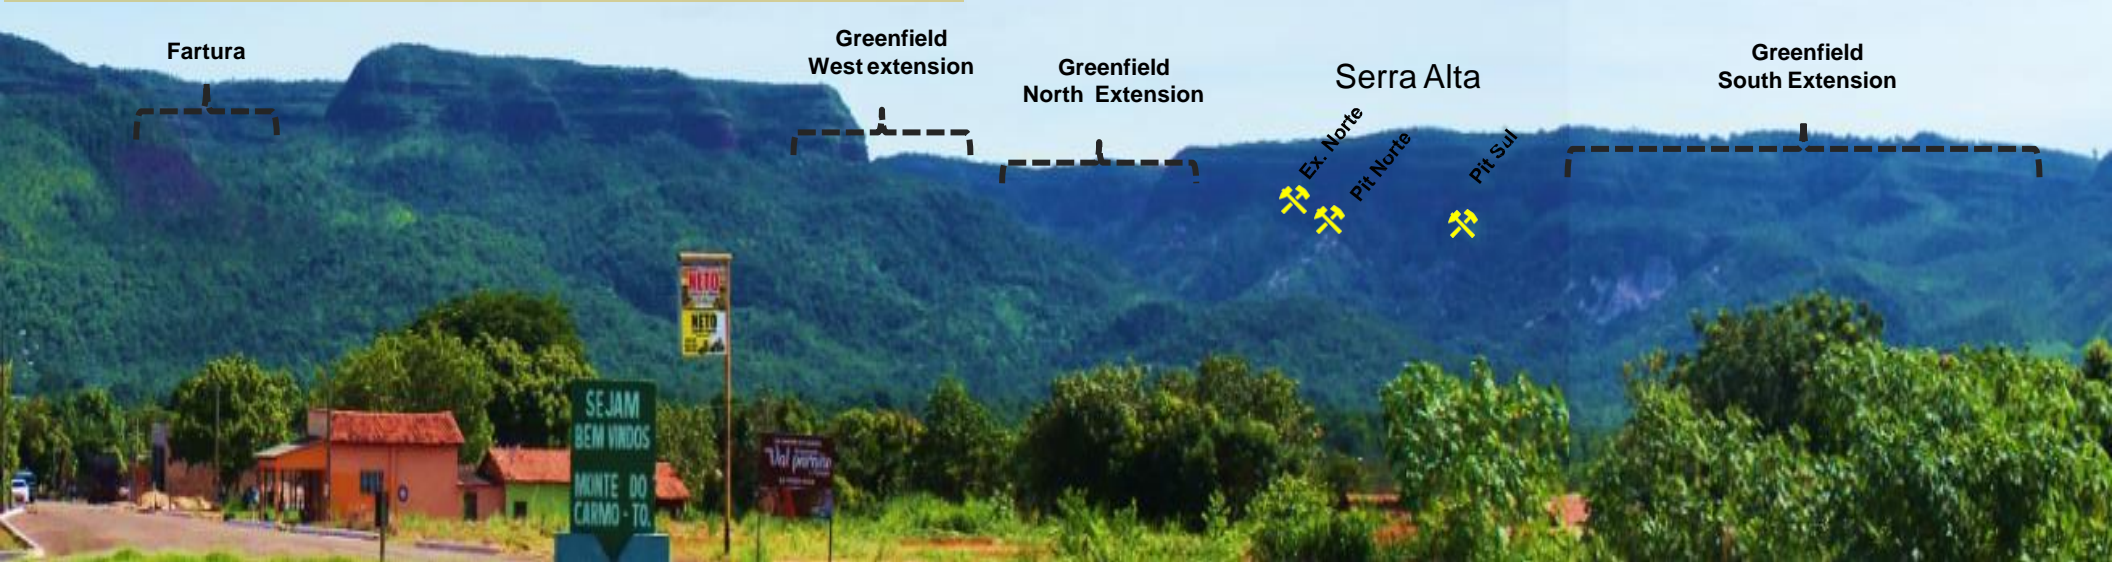 Fartura
Greenfield
West extension
Greenfield
North Extension
Serra Alta
Ex. Norte
Pit Norte
Pit Sul
Greenfield
South Extension
NETO
NETO
SEJAM
BEM VINDOS
MONTE DO
CARMO - TO.
Val